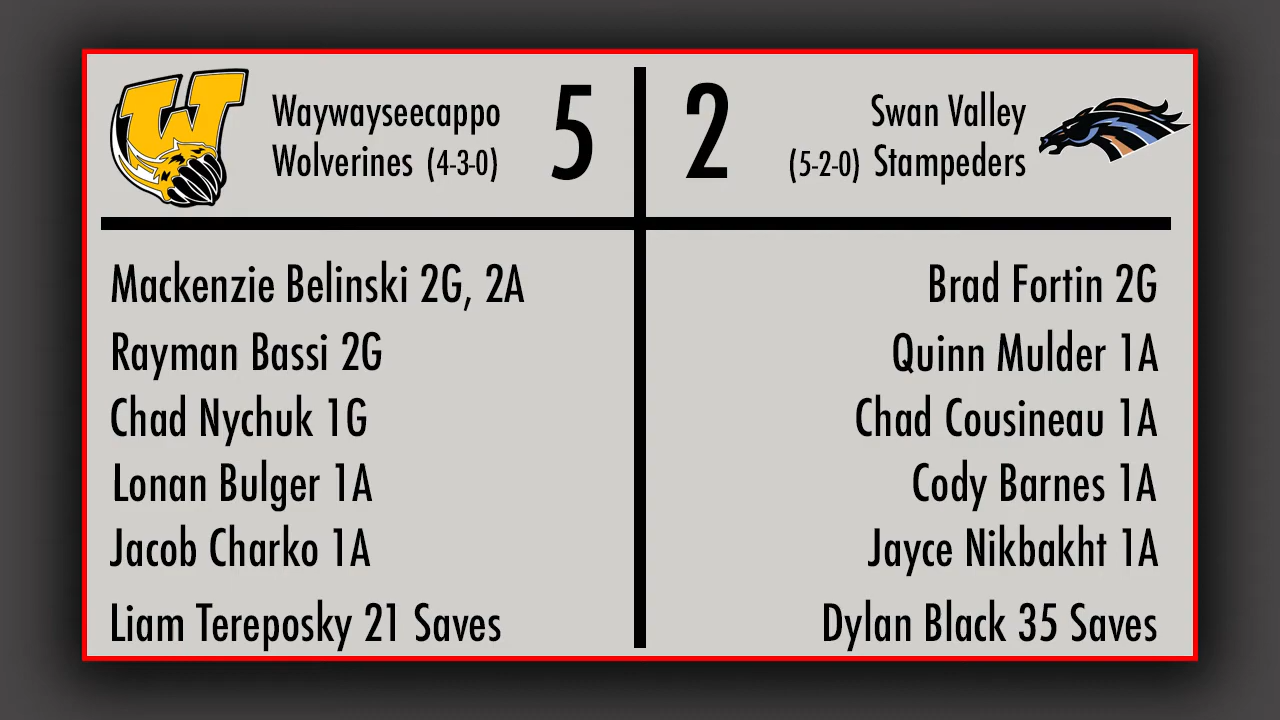 W
Waywayseecappo
Wolverines (4-3-0)
5
2
Swan Valley
(5-2-0) Stampeders
Mackenzie Belinski 2G, 2A
Rayman Bassi 2G
Chad Nychuk 1G
Lonan Bulger 1A
Jacob Charko 1A
Liam Tereposky 21 Saves
Brad Fortin 2G
Quinn Mulder 1A
Chad Cousineau 1A
Cody Barnes 1A
Jayce Nikbakht 1A
Dylan Black 35 Saves